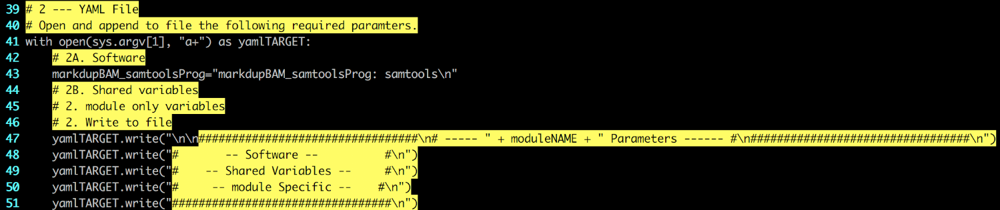 39 # 2 --- YAML File
40 # Open and append to file the following required paramters.
41 with open(sys.argv[1], "a+") as yamlTARGET:
42     # 2A. Software
43     markdupBAM_samtoolsProg="markdupBAM_samtoolsProg: samtools\n"
44     # 2B. Shared variables
45     # 2. module only variables
46     # 2. Write to file
47     yamlTARGET.write("\n\n#################################\n# ----- " + moduleNAME + " Parameters ------ #\n#################################\n")
48     yamlTARGET.write("#       -- Software --          #\n")
49     yamlTARGET.write("#    -- Shared Variables --     #\n")
50     yamlTARGET.write("#     -- module Specific --    #\n")
51     yamlTARGET.write("#################################\n")